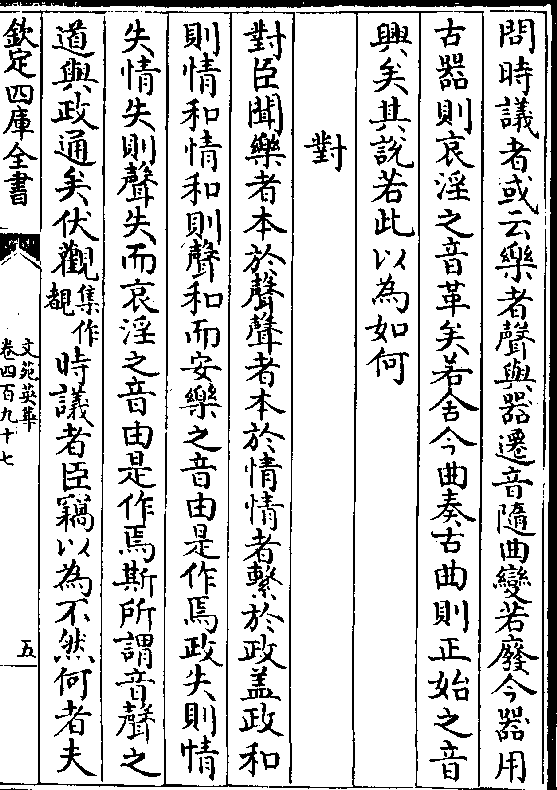 問時議者或云樂者聲與器遷音隨曲變若廢今器用
古器則哀淫之音革矣若舍今曲奏古曲則正始之音
興矣其說若此以為如何
對
對臣聞樂者本於聲聲者本於情情者繫於政盖政和
則情和情和則聲和而安樂之音由是作焉政失則情
失情失則聲失而哀淫之音由是作焉斯所謂音聲之
道與政通矣伏觀集作覩時議者臣竊以為不然何者夫
欽定四庫全書
文苑英華
卷四百九十七
五